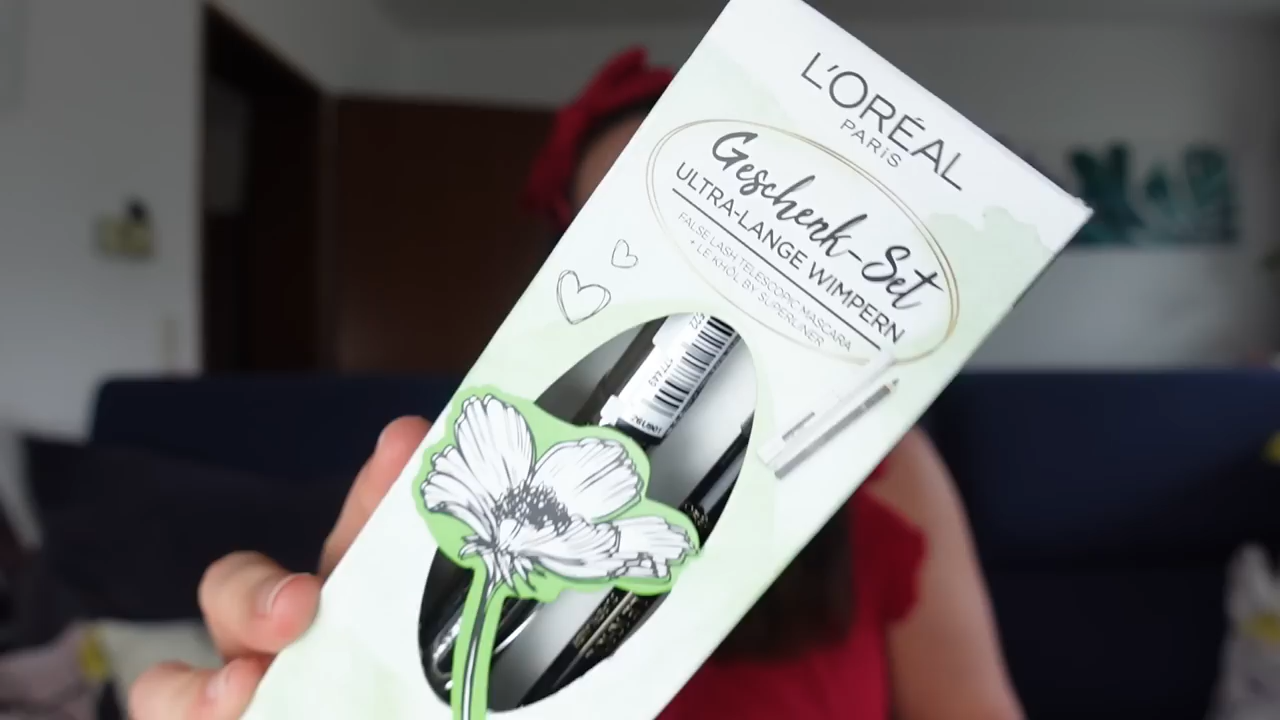 L'ORÉAL
PARiS
Geschenk-Set
ULTRA-LANGE WIMPERN
FALSE LASH TELESCOPIC MASCARA
+ LE KHÔL BY SUPERLINER